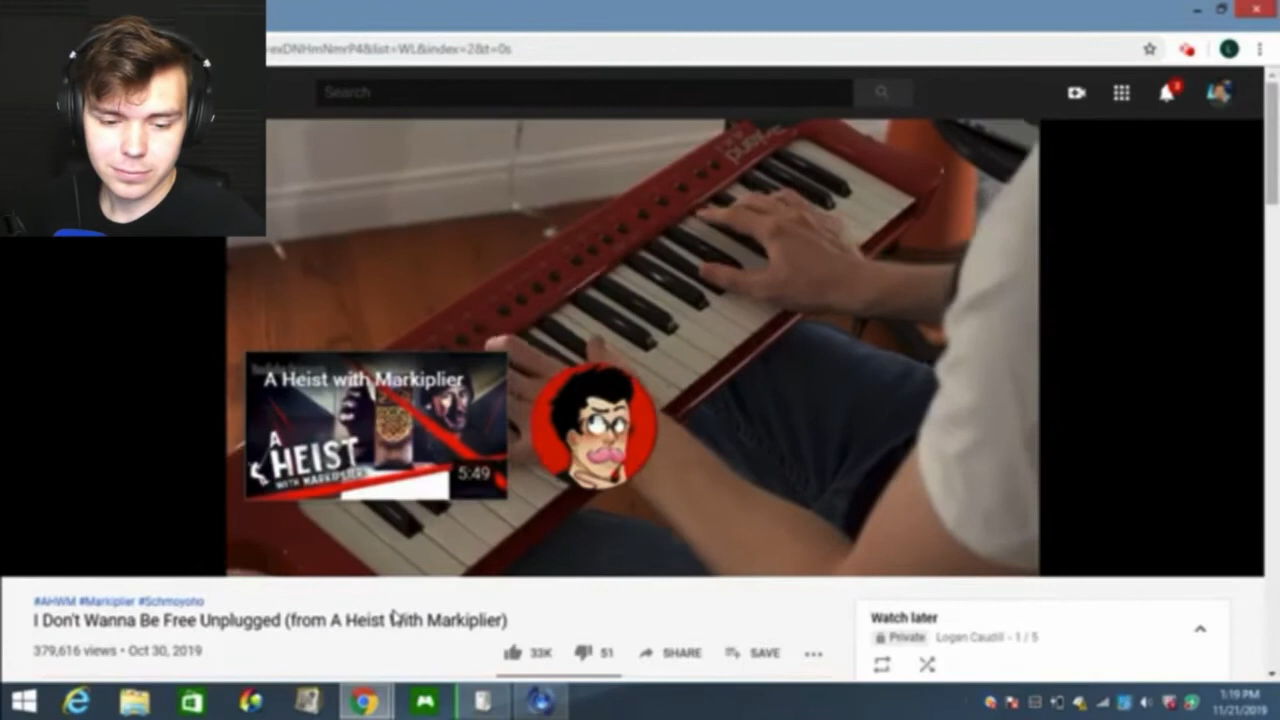 =exDNHmNmrP4&list=WL&index=2&t=0s
Search
A Heist with Markiplier
A
HEIST
WITH MARKIPLIER
5:49
#AHWM #Markiplier #Schmoyoho
I Don't Wanna Be Free Unplugged (from A Heist With Markiplier)
379,616 views • Oct 30, 2019
33K
51
SHARE
SAVE
Watch later
Private
Logan Caudill - 1 / 5
1:19 PM
11/21/2019